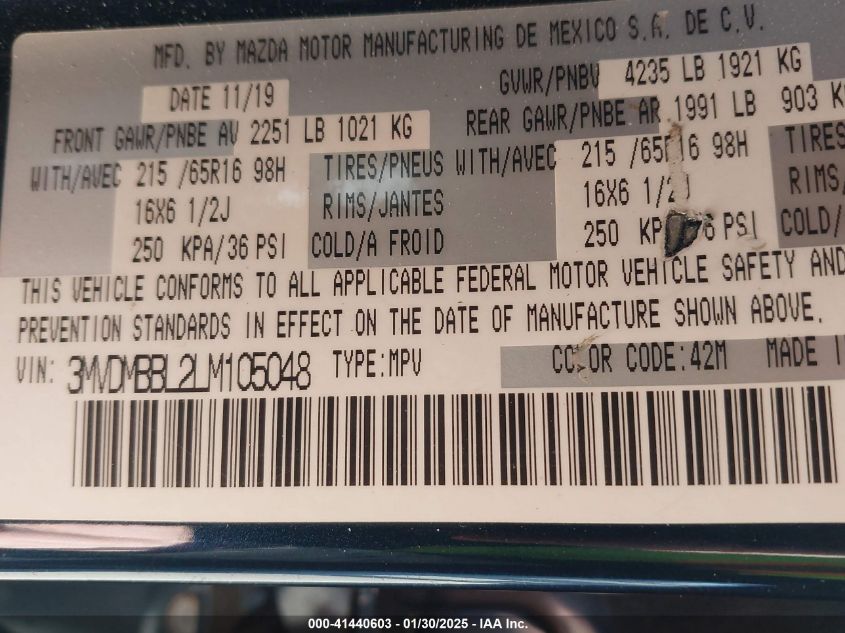 MFD. BY MAZDA MOTOR MANUFACTURING DE MEXICO S.A. DE C.V.
DATE 11/19 GVWR/PNBV 4235 LB 1921 KG
FRONT GAWR/PNBE AV 2251 LB 1021 KG REAR GAWR/PNBE AR 1991 LB 903 K
WITH/AVEC 215 /65R16 98H TIRES/PNEUS WITH/AVEC 215 /65R16 98H TIRES
16X6 1/2J RIMS/JANTES 16X6 1/2J RIMS/
250 KPA/36 PSI COLD/A FROID 250 KP 6 PSI COLD/
THIS VEHICLE CONFORMS TO ALL APPLICABLE FEDERAL MOTOR VEHICLE SAFETY AND
PREVENTION STANDARDS IN EFFECT ON THE DATE OF MANUFACTURE SHOWN ABOVE.
VIN: 3MVDMBBL2LM105048 TYPE:MPV COLOR CODE:42M MADE I
000-41440603 - 01/30/2025 - IAA Inc.